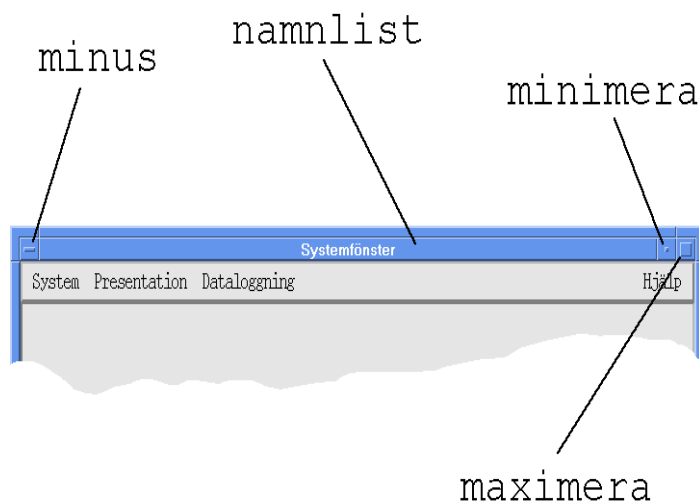 namnlist
minus
minimera
Systemfönster
System Presentation Dataloggning Hjälp
maximera